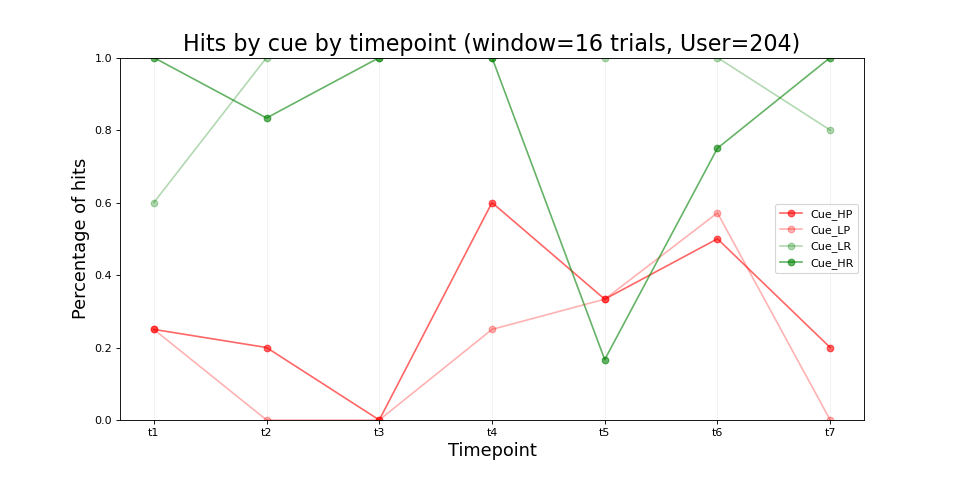 Hits by cue by timepoint (window=16 trials, User=204)
Percentage of hits
1.0
0.8
0.6
0.4
0.2
0.0
t1 t2 t3 t4 t5 t6 t7
Timepoint
Cue_HP
Cue_LP
Cue_LR
Cue_HR